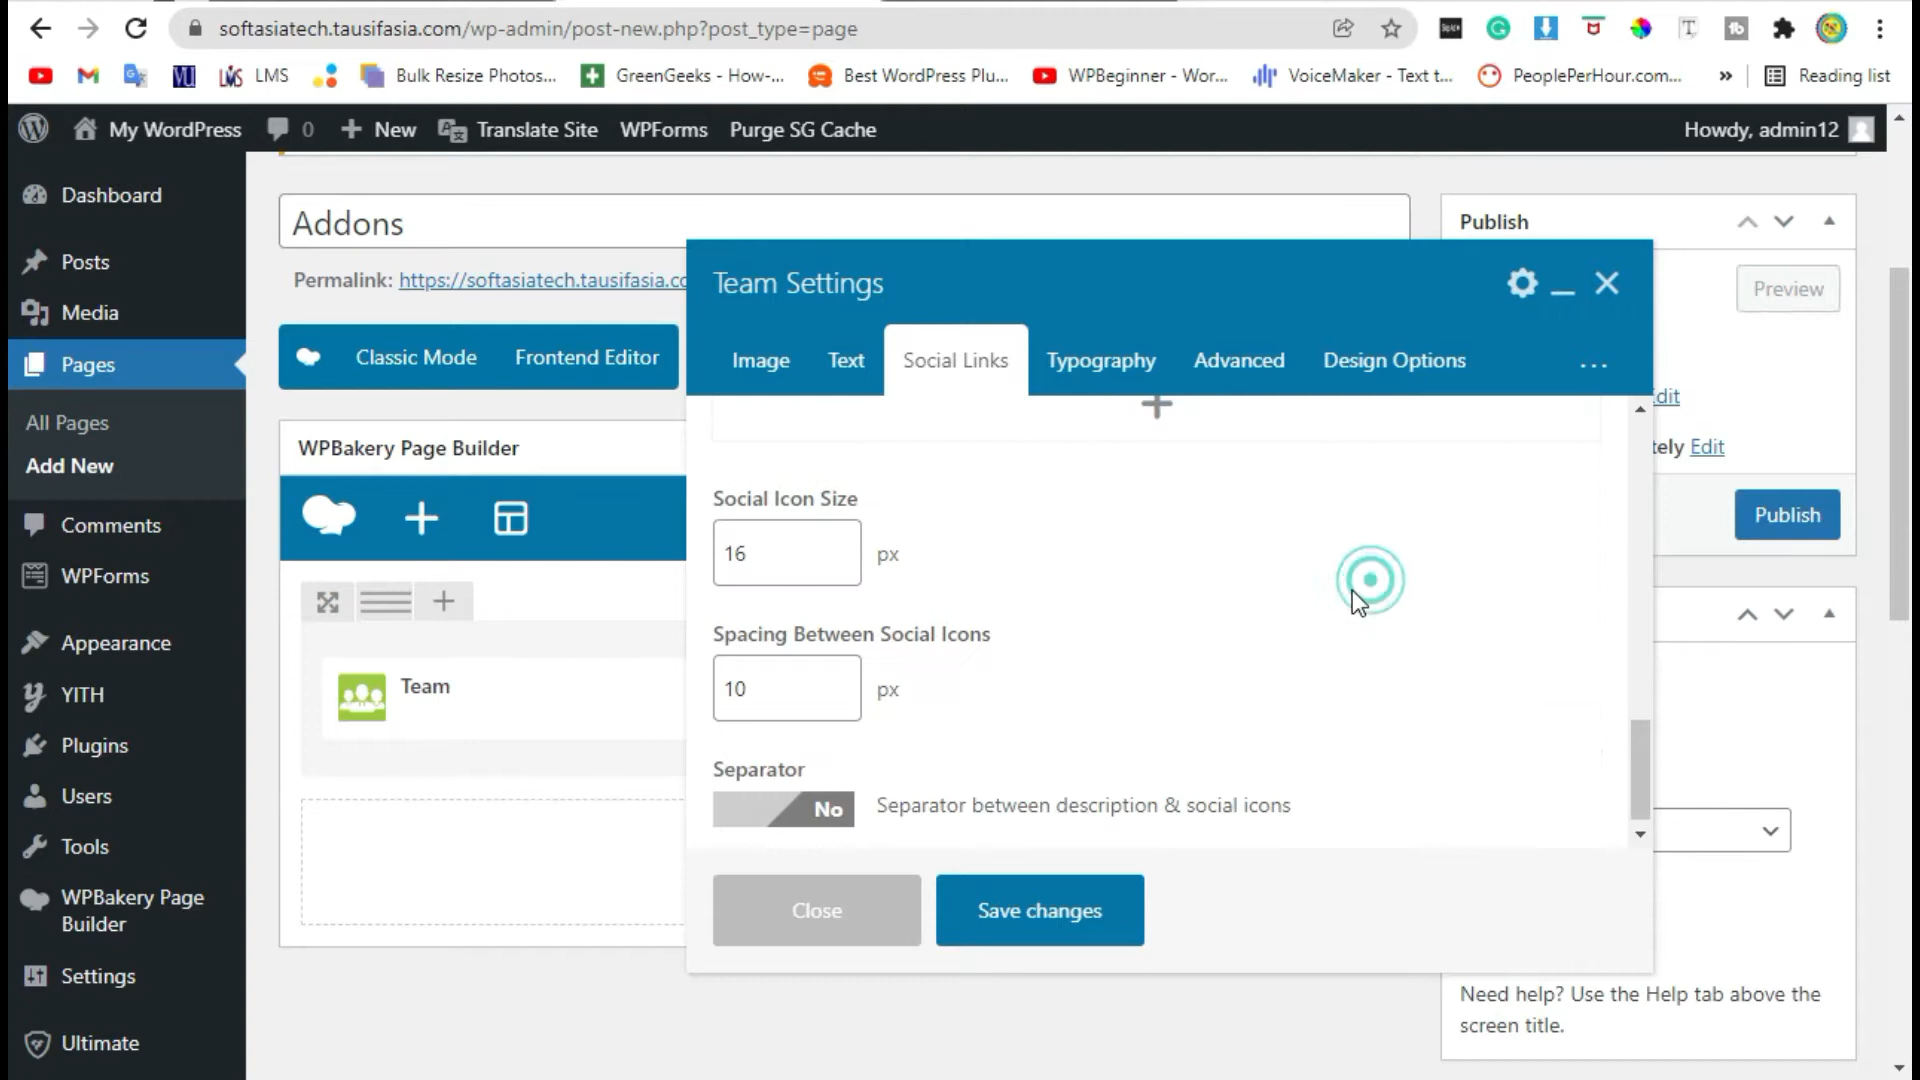 softasiatech.tausifasia.com/wp-admin/post-new.php?post_type=page
LMS
Bulk Resize Photos...
GreenGeeks - How-...
Best WordPress Plu...
WPBeginner - Wor...
VoiceMaker - Text t...
PeoplePerHour.com...
»
Reading list
My WordPress
0
New
Translate Site
WPForms
Purge SG Cache
Howdy, admin12
Dashboard
Posts
Media
Pages
All Pages
Add New
Comments
WPForms
Appearance
YITH
Plugins
Users
Tools
WPBakery Page
Builder
Settings
Ultimate
Addons
Permalink: https://softasiatech.tausifasia.co
Classic Mode
Frontend Editor
WPBakery Page Builder
Team
Team Settings
Image
Text
Social Links
Typography
Advanced
Design Options
...
Social Icon Size
16
px
Spacing Between Social Icons
10
px
Separator
No
Separator between description & social icons
Close
Save changes
Publish
Preview
Edit
tely Edit
Publish
Need help? Use the Help tab above the
screen title.